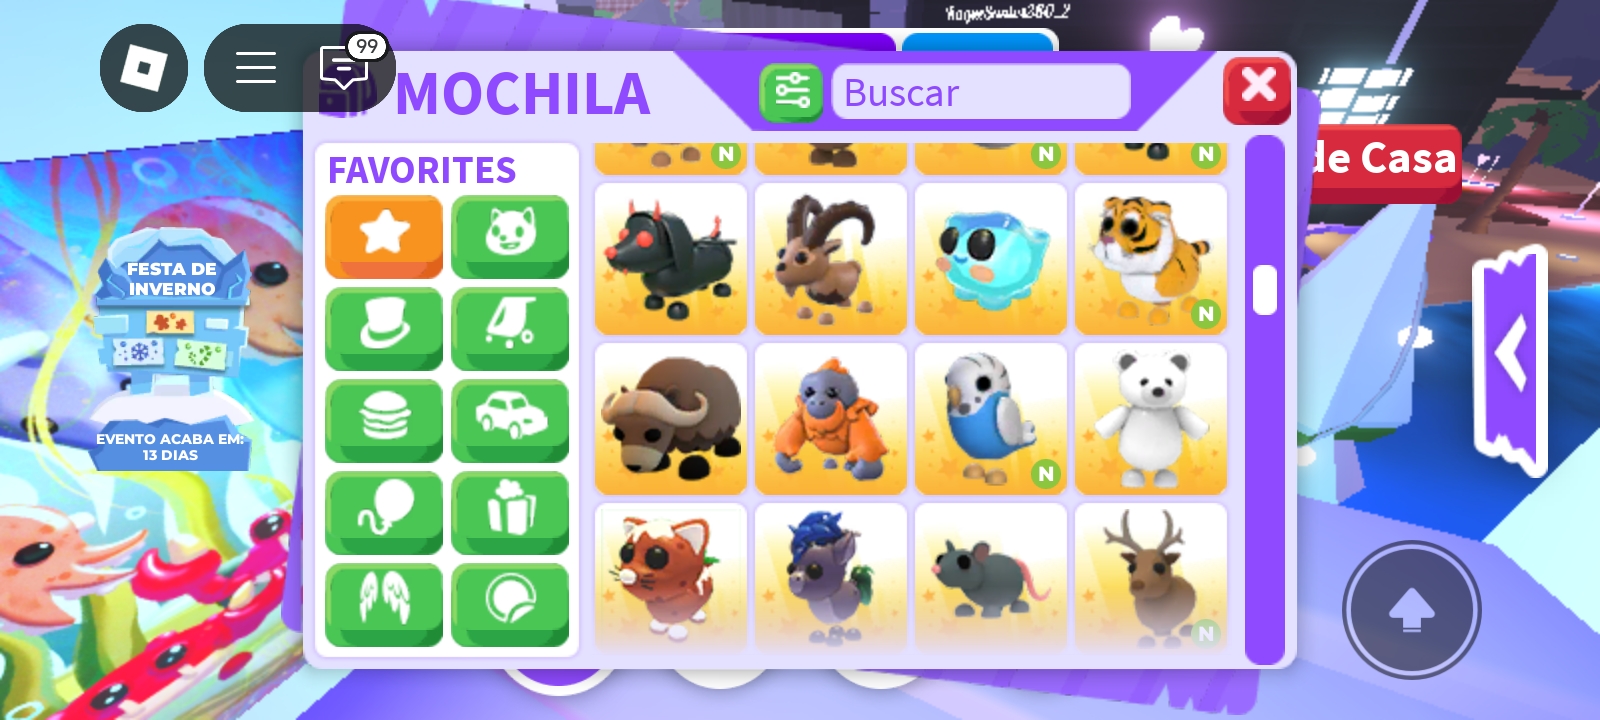 99
MOCHILA
Buscar
FAVORITES
de Casa
FESTA DE
INVERNO
EVENTO ACABA EM:
13 DIAS
N
N
N
N
N
N